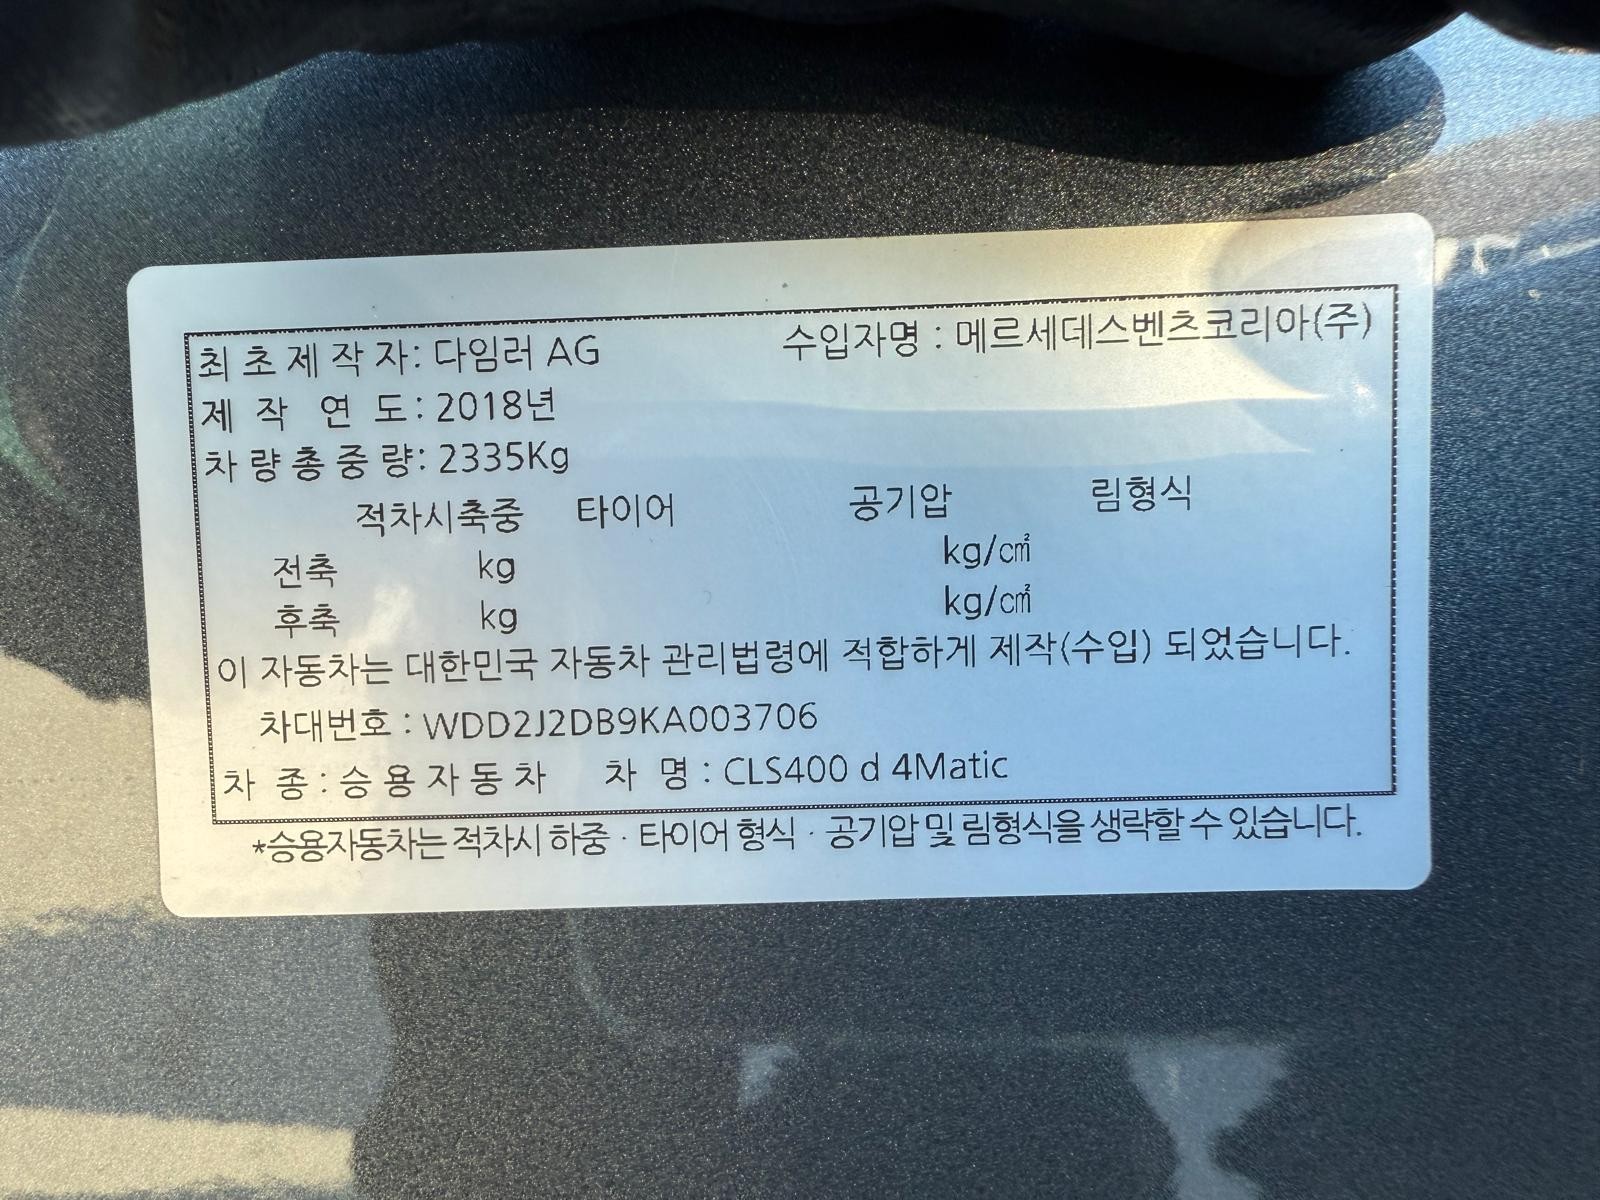 최 초 제 작 자: 다임러 AG 수입자명 : 메르세데스벤츠코리아(주)
제 작 연 도: 2018년
차 량 총 중 량: 2335Kg
적차시축중 타이어 공기압 림형식
전축 kg kg/㎠
후축 kg kg/㎠
이 자동차는 대한민국 자동차 관리법령에 적합하게 제작(수입) 되었습니다.
차대번호 : WDD2J2DB9KA003706
차 종 : 승 용 자 동 차 차 명 : CLS400 d 4Matic
*승용자동차는 적차시 하중 · 타이어 형식 · 공기압 및 림형식을 생략할 수 있습니다.